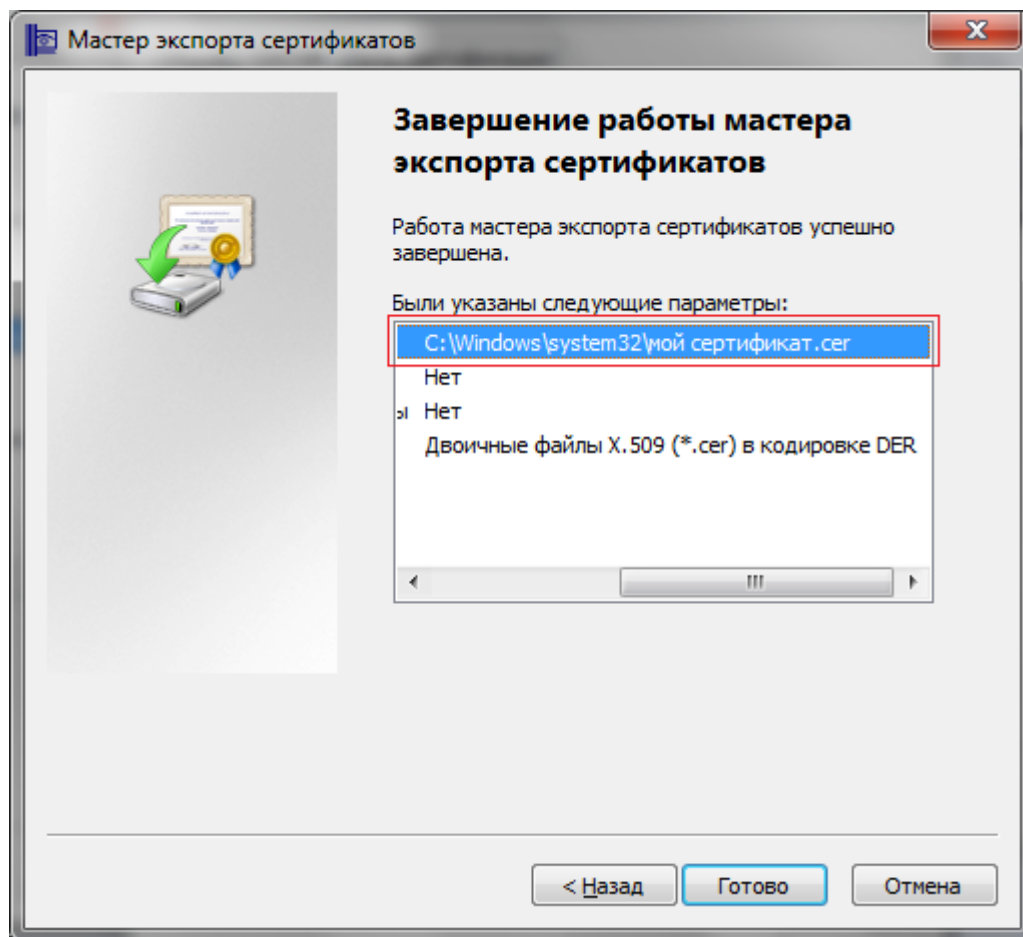 Мастер экспорта сертификатов
Завершение работы мастера
экспорта сертификатов
Работа мастера экспорта сертификатов успешно
завершена.
Были указаны следующие параметры:
C:\Windows\system32\мой сертификат.cer
Нет
ы Нет
Двоичные файлы X.509 (*.cer) в кодировке DER
< Назад
Готово
Отмена